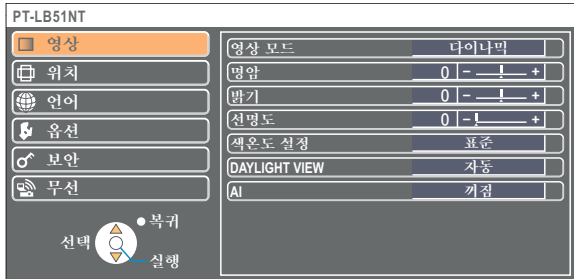 PT-LB51NT
영상
위치
언어
옵션
보안
무선
선택
복귀
실행
영상 모드 다이나믹
명암 0 - +
밝기 0 - +
선명도 0 - +
색온도 설정 표준
DAYLIGHT VIEW 자동
AI 꺼짐